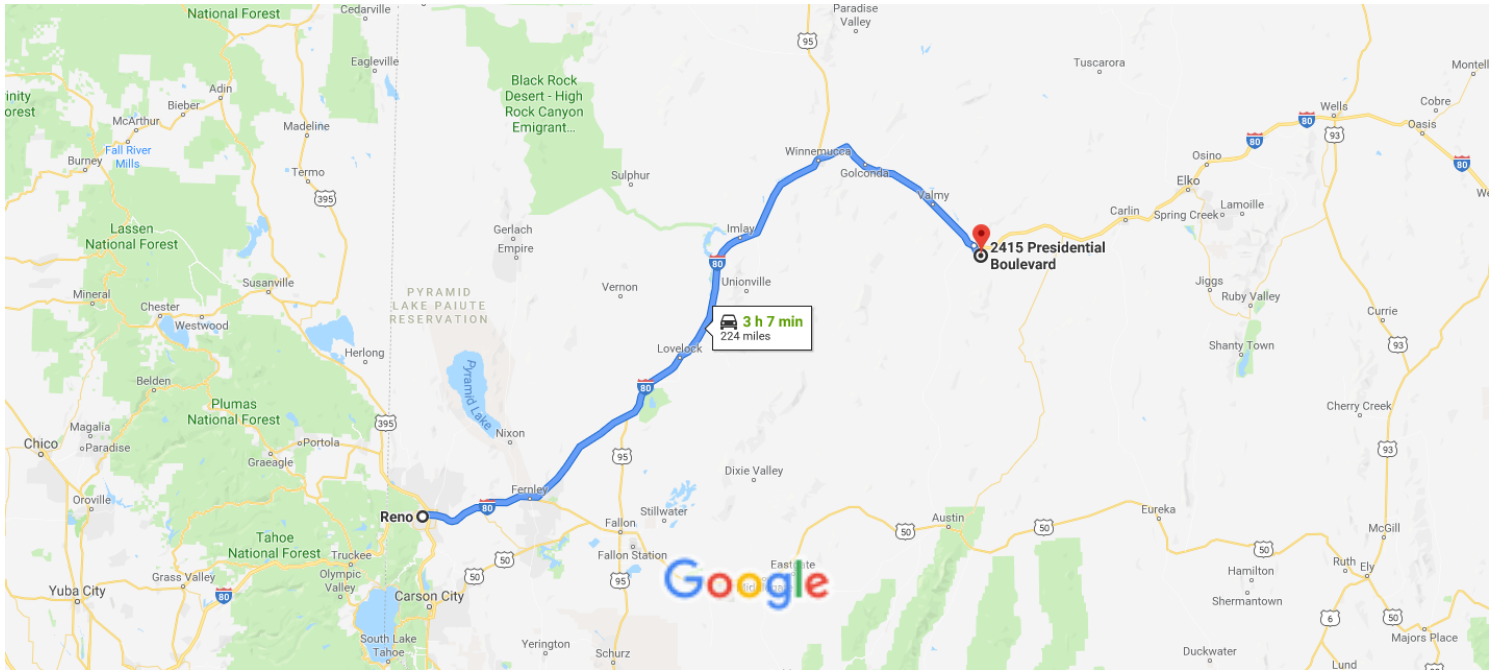 National Forest
Cedarville
Paradise
Valley
95
Tuscarora
Montell
Eagleville
Adin
inity
orest
Bieber
McArthur
Black Rock
Desert - High
Rock Canyon
Emigrant...
Wells
Cobre
80
93
Oasis
Madeline
Fall River
Mills
Burney
80
Osino
Winnemucca
Golconda
80
Termo
Sulphur
Valmy
Elko
We
395
Carlin
Spring Creek
Lamoille
Lassen
National Forest
Gerlach
Empire
Imlay
2415 Presidential
Boulevard
80
Unionville
Susanville
Vernon
Jiggs
Ruby Valley
Mineral
Chester
Westwood
PYRAMID
LAKE PAIUTE
RESERVATION
Currie
3 h 7 min
224 miles
93
Herlong
Lovelock
Shanty Town
Pyramid Lake
Belden
80
Plumas
National Forest
Cherry Creek
395
Magalia
Paradise
Chico
Portola
Graeagle
Nixon
95
93
Dixie Valley
Oroville
Fernley
80
Stillwater
Reno
Fallon
Austin
Eureka
50
50
McGill
Tahoe
National Forest
Truckee
Fallon Station
50
50
50
Olympic
Valley
50
Eastgate
Ruth
Ely
Grass Valley
95
Google
Hamilton
Yuba City
80
Carson City
Shermantown
6
50
Majors Place
South Lake
Tahoe
Yerington
Schurz
Duckwater
Lund